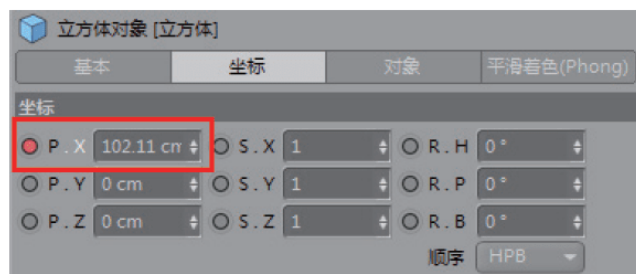 立方体对象 [立方体]
基本 坐标 对象 平滑着色(Phong)
坐标
P . X 102.11 cm S . X 1 R . H 0 °
P . Y 0 cm S . Y 1 R . P 0 °
P . Z 0 cm S . Z 1 R . B 0 °
顺序 HPB